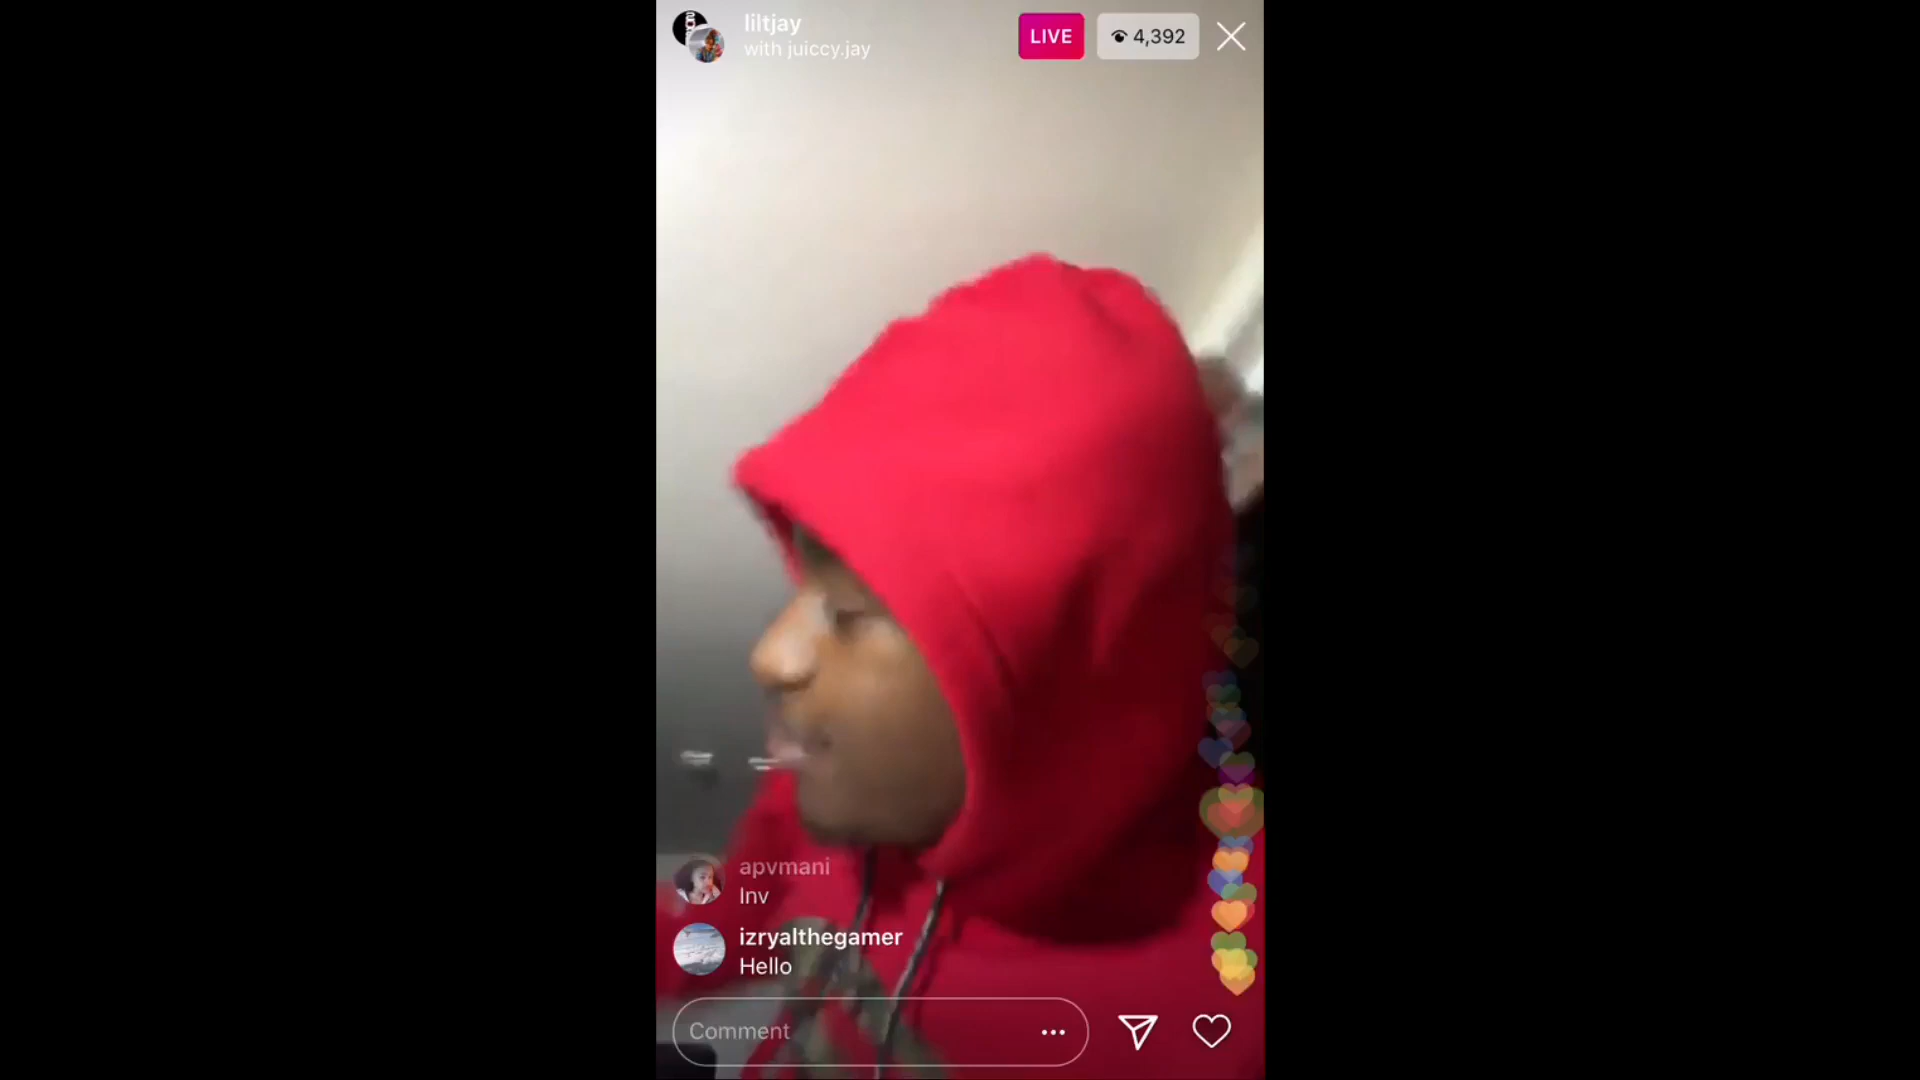 liltjay
with juiccy.jay
LIVE
4,392
apvmani
Inv
izryalthegamer
Hello
Comment